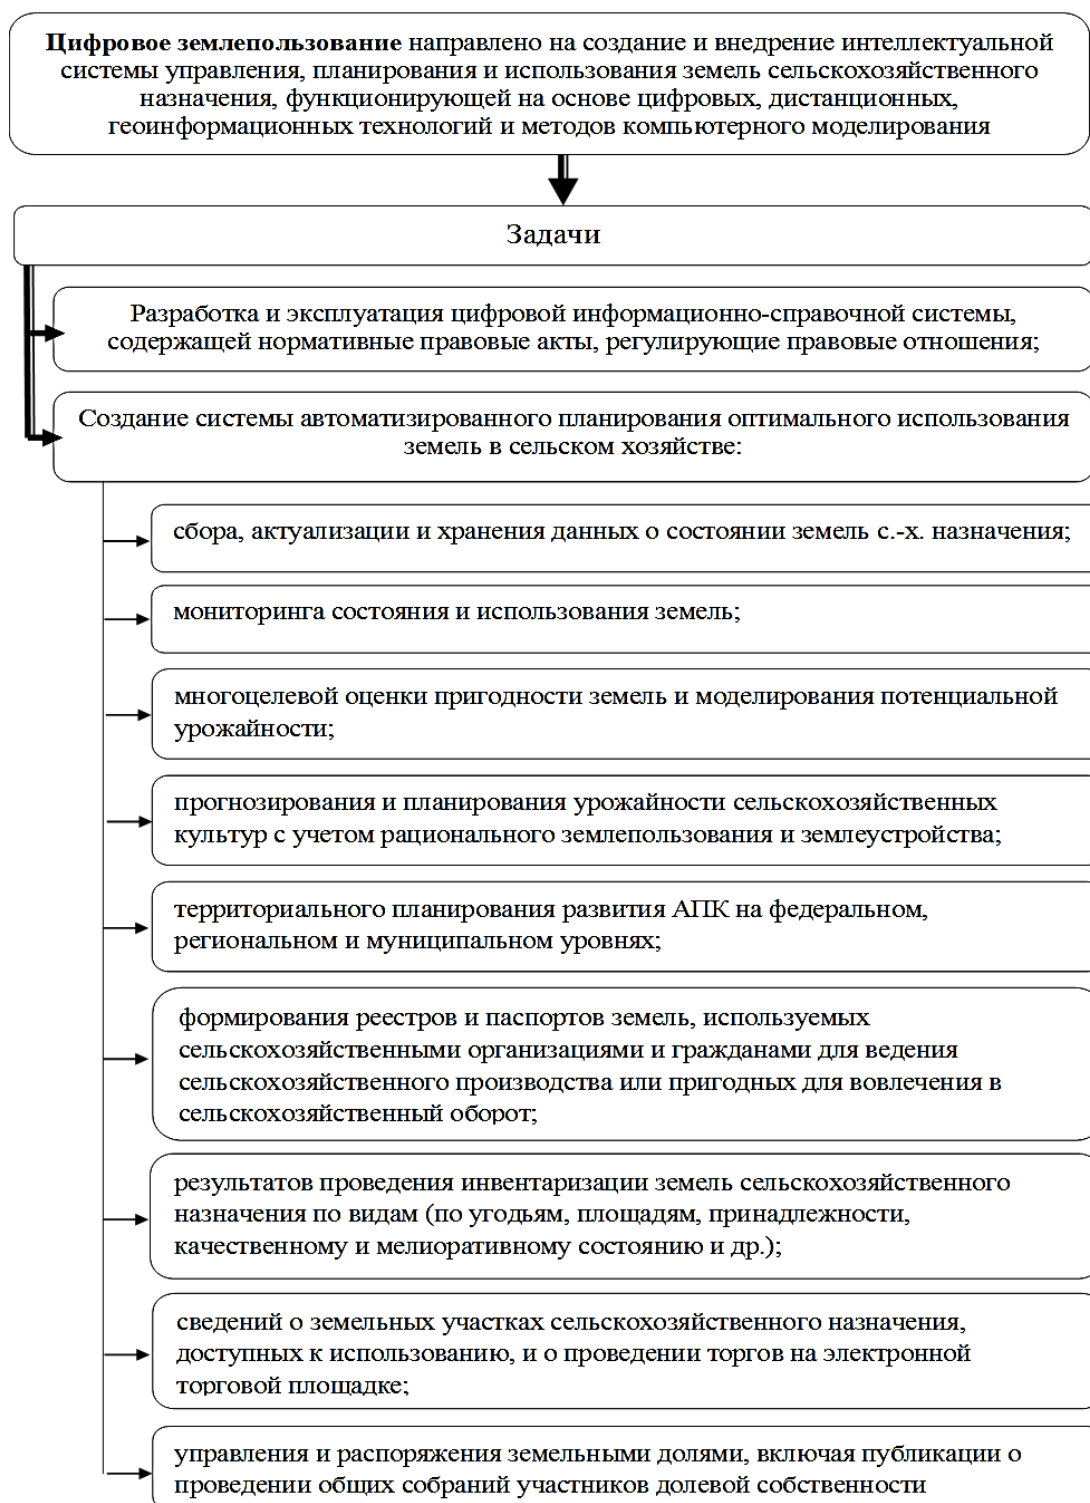 Цифровое землепользование направлено на создание и внедрение интеллектуальной
системы управления, планирования и использования земель сельскохозяйственного
назначения, функционирующей на основе цифровых, дистанционных,
геоинформационных технологий и методов компьютерного моделирования
Задачи
Разработка и эксплуатация цифровой информационно-справочной системы,
содержащей нормативные правовые акты, регулирующие правовые отношения;
Создание системы автоматизированного планирования оптимального использования
земель в сельском хозяйстве:
сбора, актуализации и хранения данных о состоянии земель с.-х. назначения;
мониторинга состояния и использования земель;
многоцелевой оценки пригодности земель и моделирования потенциальной
урожайности;
прогнозирования и планирования урожайности сельскохозяйственных
культур с учетом рационального землепользования и землеустройства;
территориального планирования развития АПК на федеральном,
региональном и муниципальном уровнях;
формирования реестров и паспортов земель, используемых
сельскохозяйственными организациями и гражданами для ведения
сельскохозяйственного производства или пригодных для вовлечения в
сельскохозяйственный оборот;
результатов проведения инвентаризации земель сельскохозяйственного
назначения по видам (по угодьям, площадям, принадлежности,
качественному и мелиоративному состоянию и др.);
сведений о земельных участках сельскохозяйственного назначения,
доступных к использованию, и о проведении торгов на электронной
торговой площадке;
управления и распоряжения земельными долями, включая публикации о
проведении общих собраний участников долевой собственности